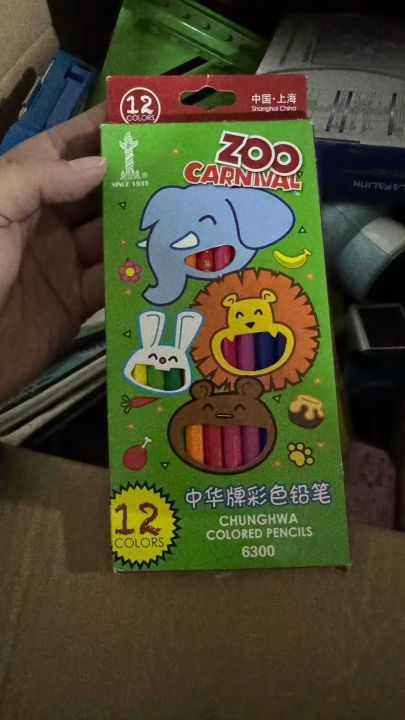 12
COLORS
中国·上海
Shanghai China
SINCE 1935
ZOO
CARNIVAL
12
COLORS
中华牌彩色铅笔
CHUNGHWA
COLORED PENCILS
6300